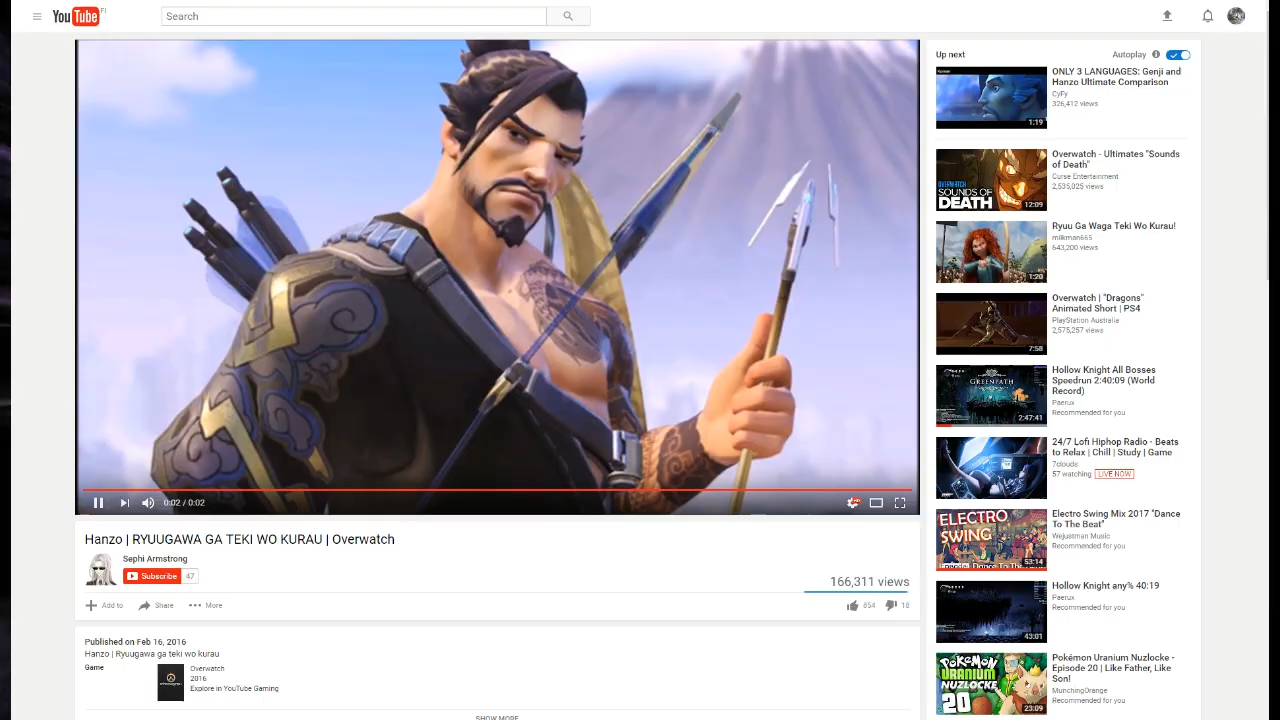 YouTube FI
Search
Up next
Autoplay
ONLY 3 LANGUAGES: Genji and
Hanzo Ultimate Comparison
CyFy
326,412 views
1:19
Overwatch - Ultimates "Sounds
of Death"
Curse Entertainment
2,535,025 views
OVERWATCH
SOUNDS OF
DEATH
12:09
Ryuu Ga Waga Teki Wo Kurau!
milkman665
643,200 views
1:20
Overwatch | "Dragons"
Animated Short | PS4
PlayStation Australia
2,575,257 views
7:58
Hollow Knight All Bosses
Speedrun 2:40:09 (World
Record)
Paerux
Recommended for you
GREENPATH
2:47:41
24/7 Lofi Hiphop Radio - Beats
to Relax | Chill | Study | Game
7clouds
57 watching LIVE NOW
Electro Swing Mix 2017 "Dance
To The Beat"
Wejustman Music
Recommended for you
ELECTRO
SWING
53:14
Hollow Knight any% 40:19
Paerux
Recommended for you
43:01
Pokémon Uranium Nuzlocke -
Episode 20 | Like Father, Like
Son!
MunchingOrange
Recommended for you
POKÉMON
URANIUM
NUZLOCKE
20
23:09
0:02 / 0:02
HD
Hanzo | RYUUGAWA GA TEKI WO KURAU | Overwatch
Sephi Armstrong
Subscribe 47
166,311 views
Add to Share More
854 18
Published on Feb 16, 2016
Hanzo | Ryuugawa ga teki wo kurau
Game
Overwatch
2016
Explore in YouTube Gaming
SHOW MORE